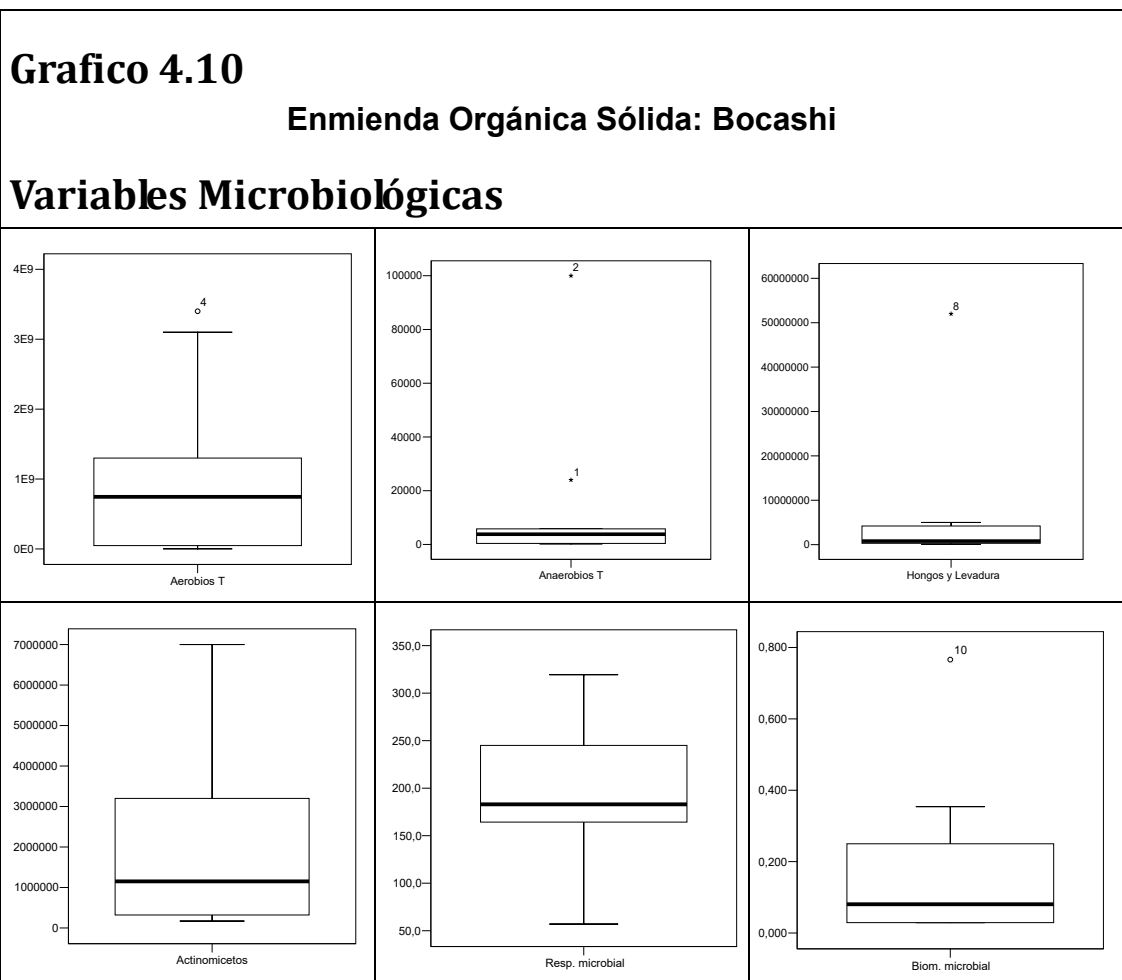 Grafico 4.10
Enmienda Orgánica Sólida: Bocashi
Variables Microbiológicas
4E9
3E9
2E9
1E9
0E0
4
Aerobios T
100000
80000
60000
40000
20000
0
2
1
Anaerobios T
60000000
50000000
40000000
30000000
20000000
10000000
0
8
Hongos y Levadura
7000000
6000000
5000000
4000000
3000000
2000000
1000000
0
Actinomicetos
350,0
300,0
250,0
200,0
150,0
100,0
50,0
Resp. microbial
0,800
0,600
0,400
0,200
0,000
10
Biom. microbial